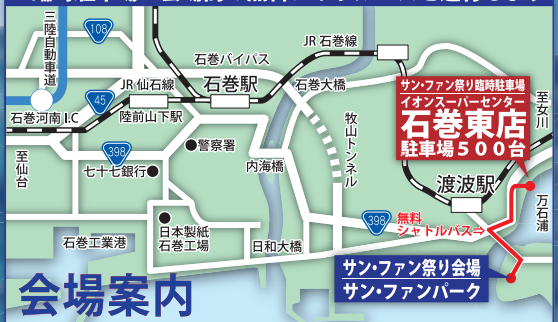 三陸自動車道
108
石巻バイパス
JR 石巻線
JR 仙石線
石巻駅
石巻大橋
サン・ファン祭り臨時駐車場
イオンスーパーセンター
石巻東店
駐車場500台
至女川
45
石巻河南 I.C
陸前山下駅
牧山トンネル
至仙台
398
警察署
七十七銀行
内海橋
渡波駅
万石浦
日本製紙
石巻工場
398
無料
シャトルバス⇒
石巻工業港
日和大橋
サン・ファン祭り会場
サン・ファンパーク
会場案内